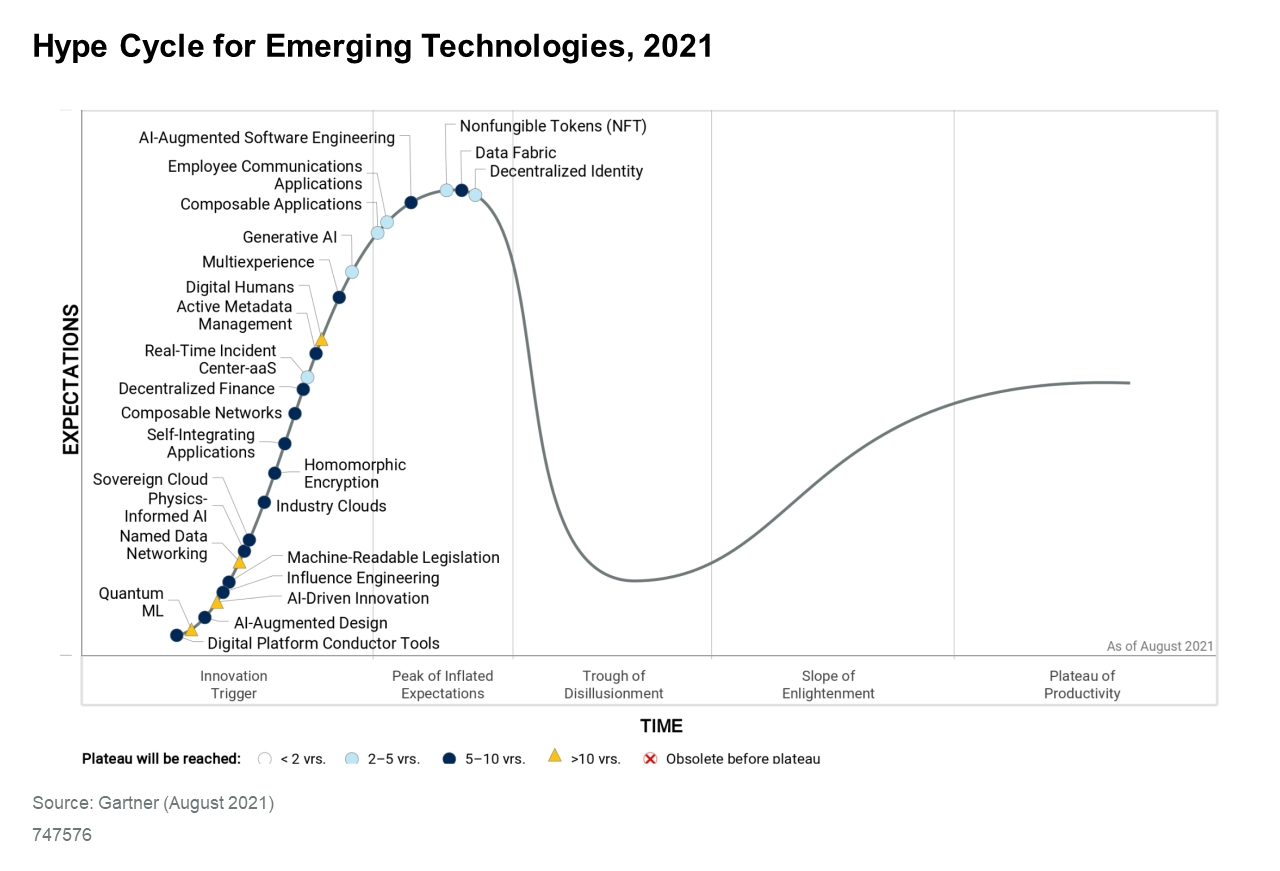 Hype Cycle for Emerging Technologies, 2021
AI-Augmented Software Engineering
Nonfungible Tokens (NFT)
Data Fabric
Decentralized Identity
Employee Communications
Applications
Composable Applications
Generative AI
Multiexperience
Digital Humans
Active Metadata
Management
Real-Time Incident
Center-aaS
Decentralized Finance
Composable Networks
Self-Integrating
Applications
Homomorphic
Encryption
Sovereign Cloud
Industry Clouds
Physics-
Informed AI
Named Data
Networking
Machine-Readable Legislation
Influence Engineering
AI-Driven Innovation
Quantum
ML
AI-Augmented Design
Digital Platform Conductor Tools
EXPECTATIONS
As of August 2021
Innovation
Trigger
Peak of Inflated
Expectations
Trough of
Disillusionment
Slope of
Enlightenment
Plateau of
Productivity
TIME
Plateau will be reached: < 2 yrs. 2–5 yrs. 5–10 yrs. >10 yrs. Obsolete before plateau
Source: Gartner (August 2021)
747576